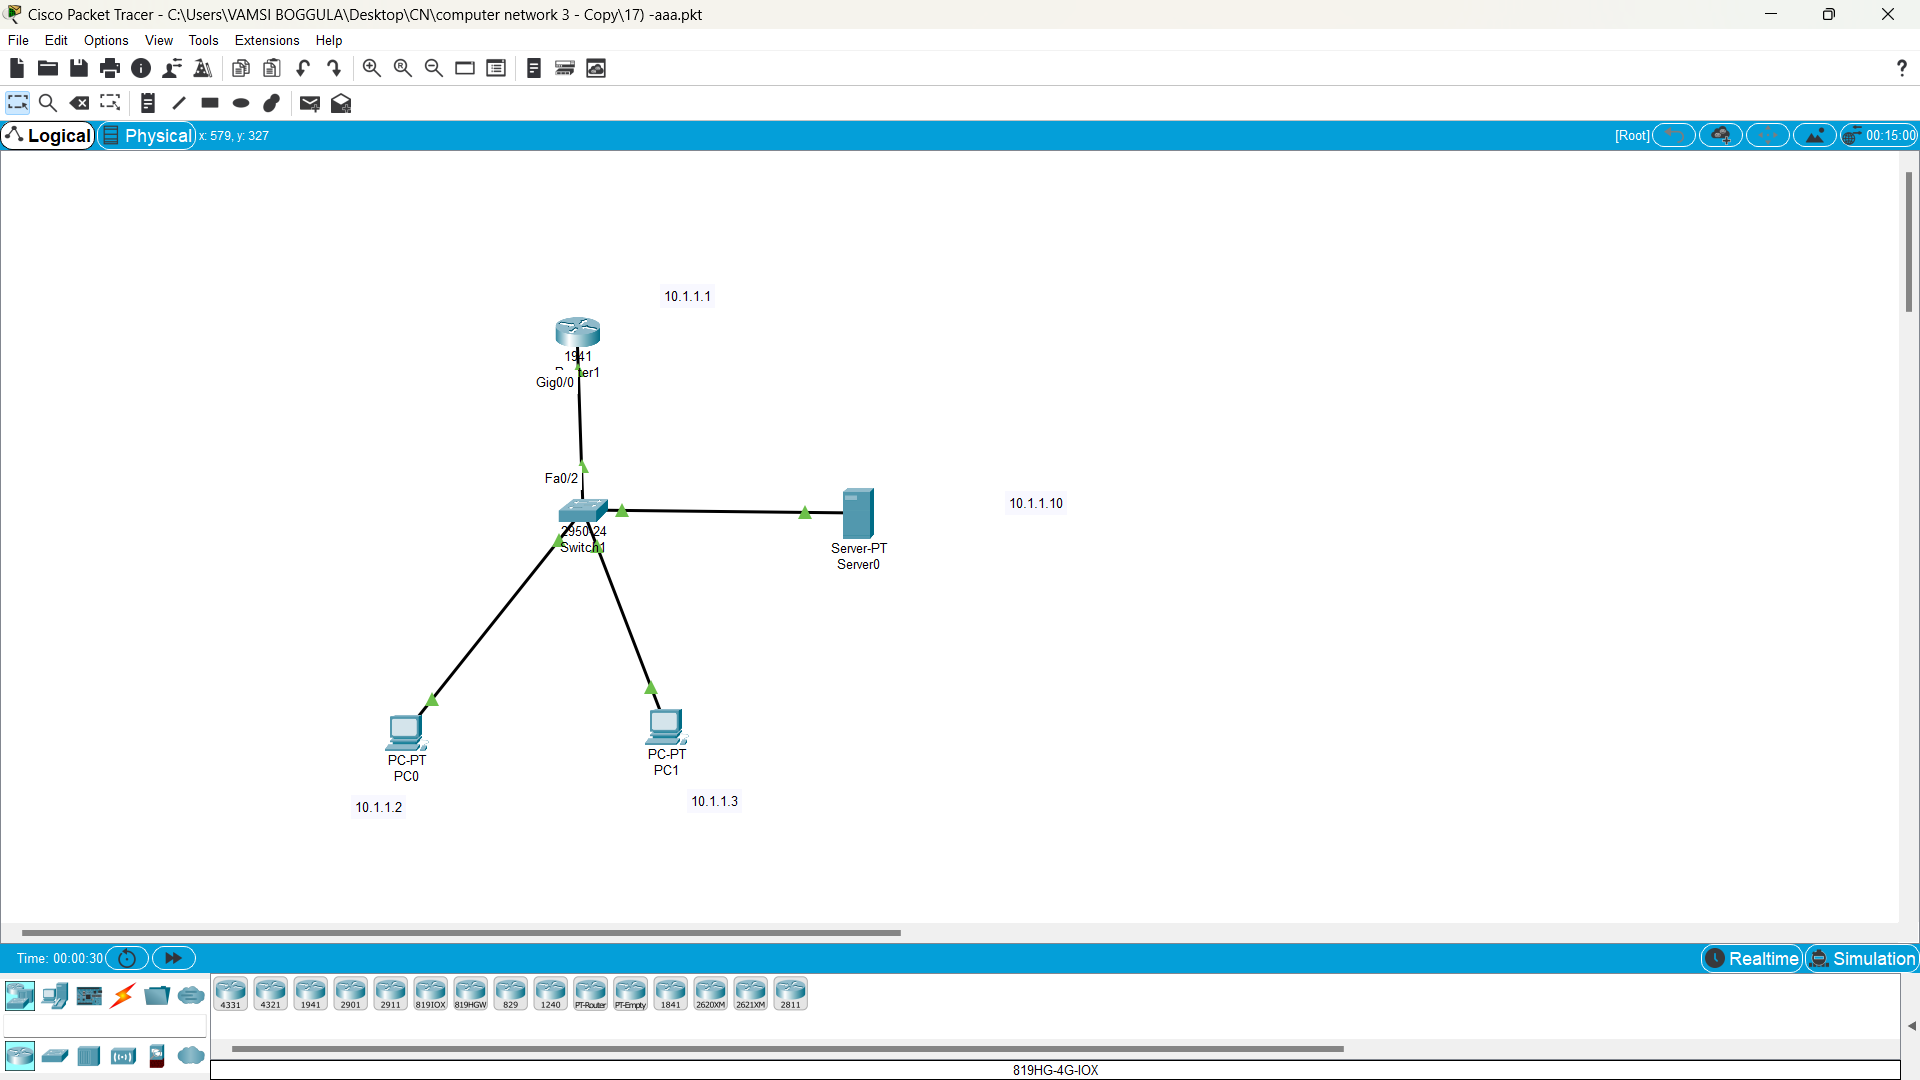 Cisco Packet Tracer - C:\Users\VAMSI BOGGULA\Desktop\CN\computer network 3 - Copy\17) -aaa.pkt
File Edit Options View Tools Extensions Help
Logical Physical x: 579, y: 327 [Root] 00:15:00
10.1.1.1
1941
ter1
Gig0/0
Fa0/2
10.1.1.10
2950-24
Switch1
Server-PT
Server0
PC-PT
PC0
PC-PT
PC1
10.1.1.2
10.1.1.3
Time: 00:00:30 Realtime Simulation
4331 4321 1941 2901 2911 819IOX 819HGW 829 1240 PT-Router PT-Empty 1841 2620XM 2621XM 2811
819HG-4G-IOX